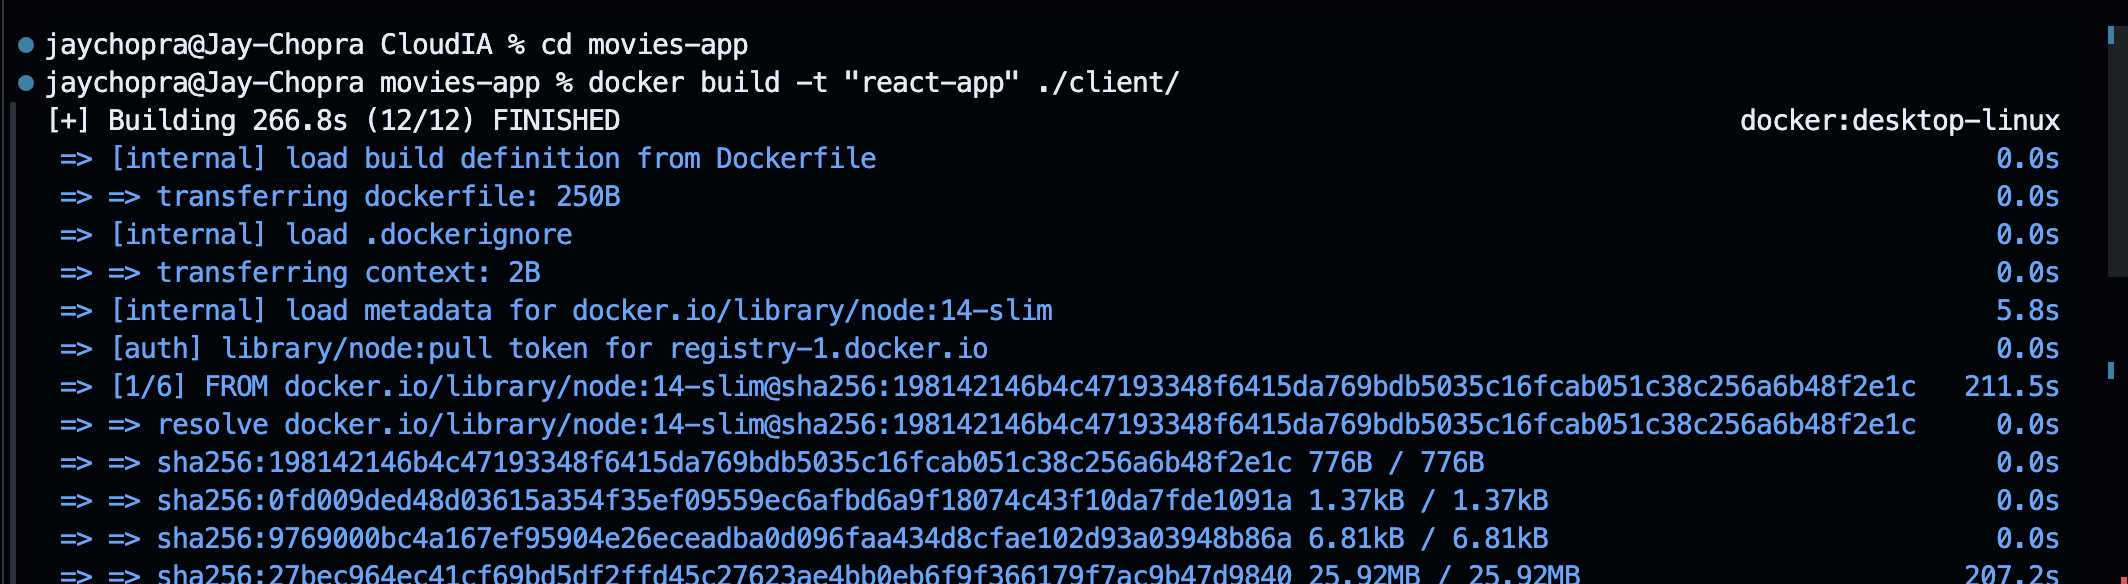 jaychopra@Jay-Chopra CloudIA % cd movies-app
jaychopra@Jay-Chopra movies-app % docker build -t "react-app" ./client/
[+] Building 266.8s (12/12) FINISHED docker:desktop-linux
=> [internal] load build definition from Dockerfile 0.0s
=> => transferring dockerfile: 250B 0.0s
=> [internal] load .dockerignore 0.0s
=> => transferring context: 2B 0.0s
=> [internal] load metadata for docker.io/library/node:14-slim 5.8s
=> [auth] library/node:pull token for registry-1.docker.io 0.0s
=> [1/6] FROM docker.io/library/node:14-slim@sha256:198142146b4c47193348f6415da769bdb5035c16fcab051c38c256a6b48f2e1c 211.5s
=> => resolve docker.io/library/node:14-slim@sha256:198142146b4c47193348f6415da769bdb5035c16fcab051c38c256a6b48f2e1c 0.0s
=> => sha256:198142146b4c47193348f6415da769bdb5035c16fcab051c38c256a6b48f2e1c 776B / 776B 0.0s
=> => sha256:0fd009ded48d03615a354f35ef09559ec6afbd6a9f18074c43f10da7fde1091a 1.37kB / 1.37kB 0.0s
=> => sha256:9769000bc4a167ef95904e26eceadba0d096faa434d8cfae102d93a03948b86a 6.81kB / 6.81kB 0.0s
=> => sha256:27bec964ec41cf69bd5df2ffd45c27623ae4bb0eb6f9f366179f7ac9b47d9840 25.92MB / 25.92MB 207.2s